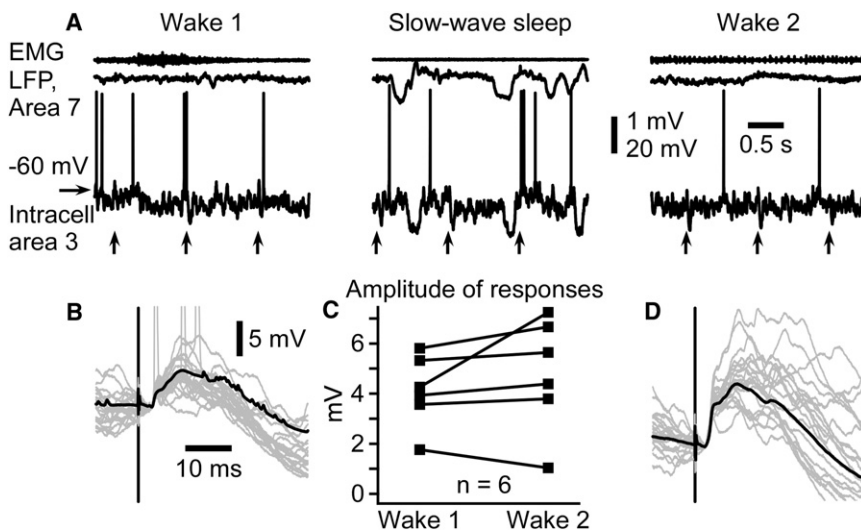 A Wake 1 Slow-wave sleep Wake 2
EMG
LFP,
Area 7
1 mV
20 mV
0.5 s
-60 mV
Intracell
area 3
B
5 mV
10 ms
C Amplitude of responses
6
4
2
0
mV
n = 6
Wake 1 Wake 2
D